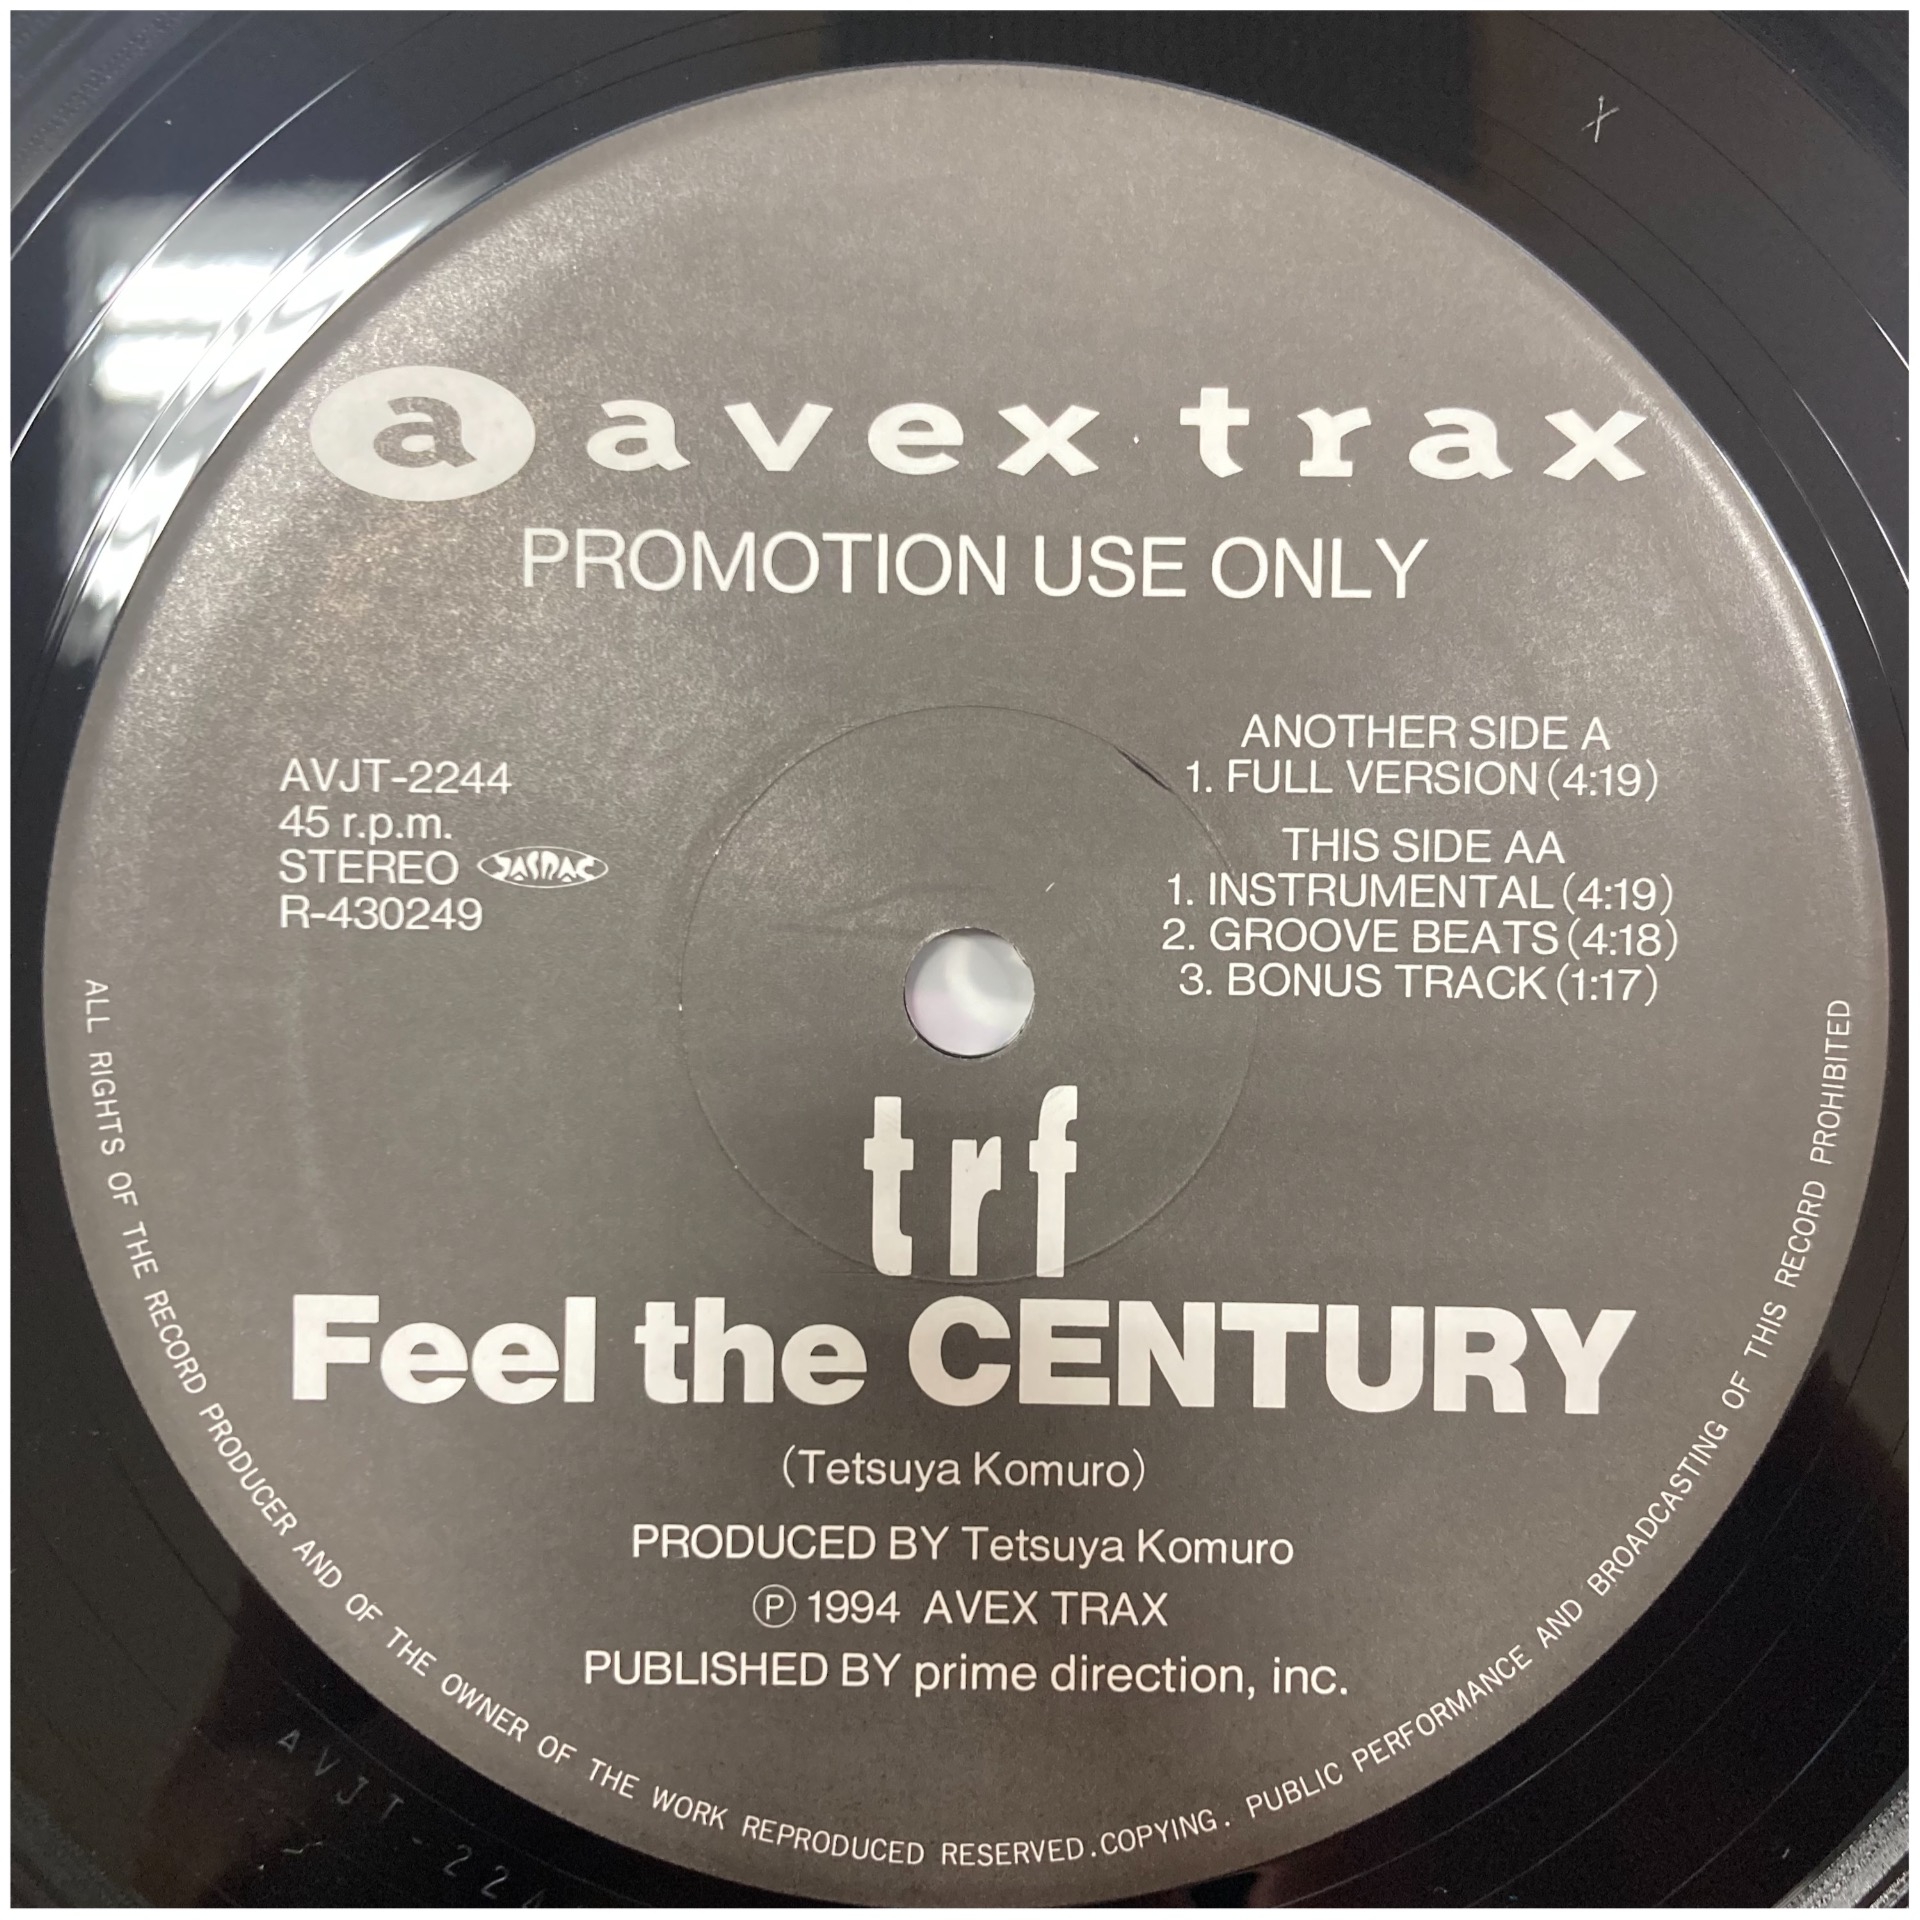 a avex trax
PROMOTION USE ONLY
AVJT-2244
45 r.p.m.
STEREO JASRAC
R-430249
ANOTHER SIDE A
1. FULL VERSION (4:19)
THIS SIDE AA
1. INSTRUMENTAL (4:19)
2. GROOVE BEATS (4:18)
3. BONUS TRACK (1:17)
trf
Feel the CENTURY
(Tetsuya Komuro)
PRODUCED BY Tetsuya Komuro
Ⓟ 1994 AVEX TRAX
PUBLISHED BY prime direction, inc.
ALL RIGHTS OF THE RECORD PRODUCER AND OF THE OWNER OF THE WORK REPRODUCED RESERVED. COPYING. PUBLIC PERFORMANCE AND BROADCASTING OF THIS RECORD PROHIBITED